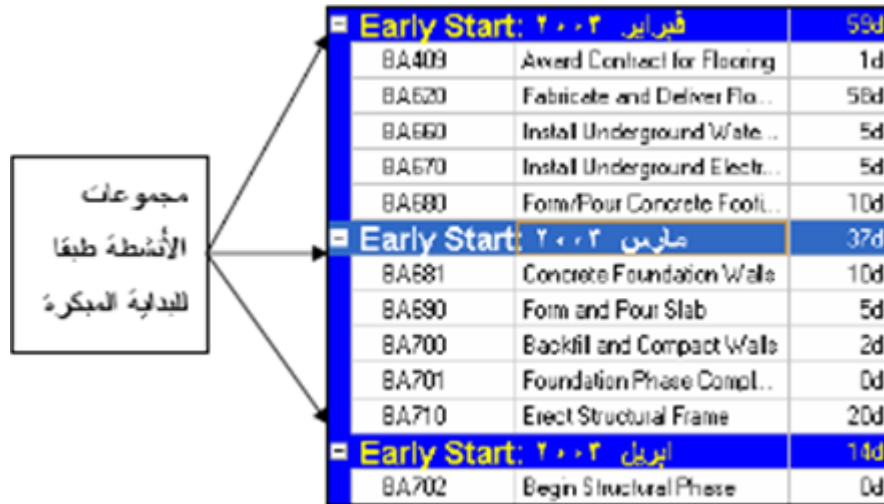 مجموعات
الأنشطة طبقا
للبداية المبكرة
Early Start: فبراير ٢٠٠٣ 59d
BA409 Award Contract for Flooring 1d
BA620 Fabricate and Deliver Flo... 58d
BA660 Install Underground Wate... 5d
BA670 Install Underground Electr... 5d
BA680 Form/Pour Concrete Footi... 10d
Early Start: مارس ٢٠٠٣ 37d
BA681 Concrete Foundation Walls 10d
BA690 Form and Pour Slab 5d
BA700 Backfill and Compact Walls 2d
BA701 Foundation Phase Compl... 0d
BA710 Erect Structural Frame 20d
Early Start: ابريل ٢٠٠٣ 14d
BA702 Begin Structural Phase 0d